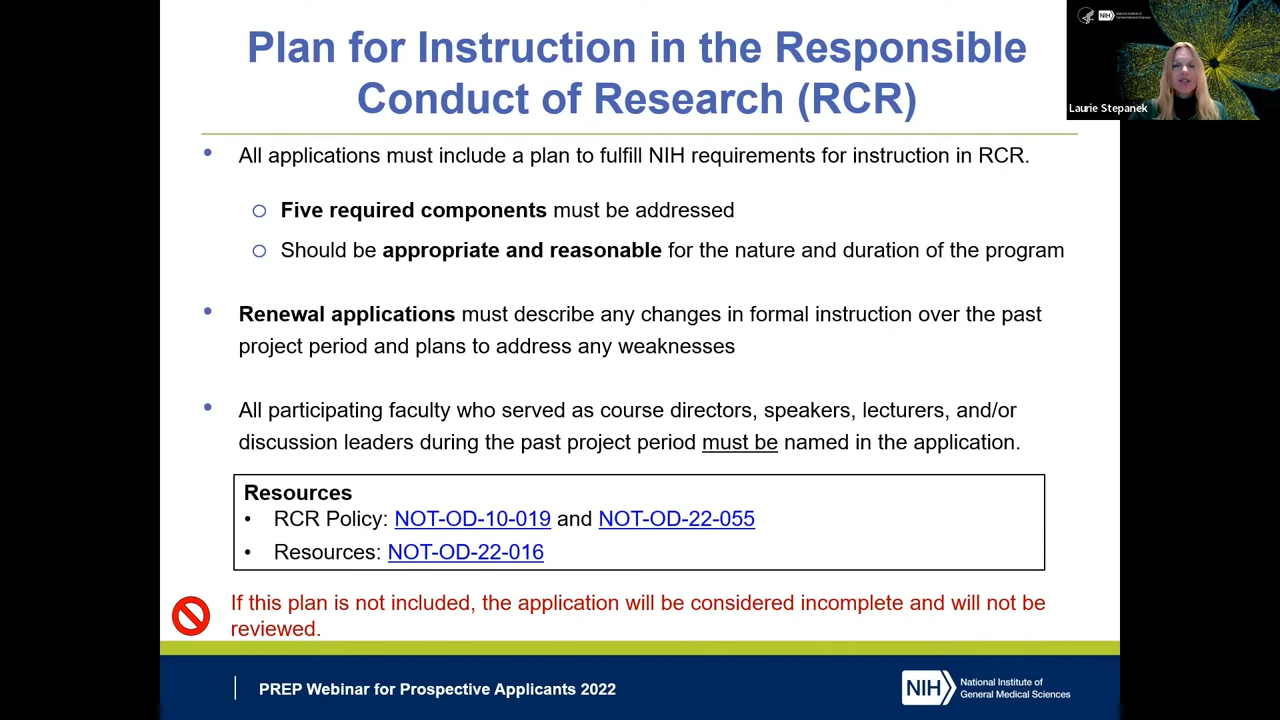 Plan for Instruction in the Responsible
Conduct of Research (RCR)
NIH
Laurie Stepanek
• All applications must include a plan to fulfill NIH requirements for instruction in RCR.
Five required components must be addressed
Should be appropriate and reasonable for the nature and duration of the program
• Renewal applications must describe any changes in formal instruction over the past
project period and plans to address any weaknesses
• All participating faculty who served as course directors, speakers, lecturers, and/or
discussion leaders during the past project period must be named in the application.
Resources
• RCR Policy: NOT-OD-10-019 and NOT-OD-22-055
• Resources: NOT-OD-22-016
If this plan is not included, the application will be considered incomplete and will not be
reviewed.
PREP Webinar for Prospective Applicants 2022
NIH
National Institute of
General Medical Sciences